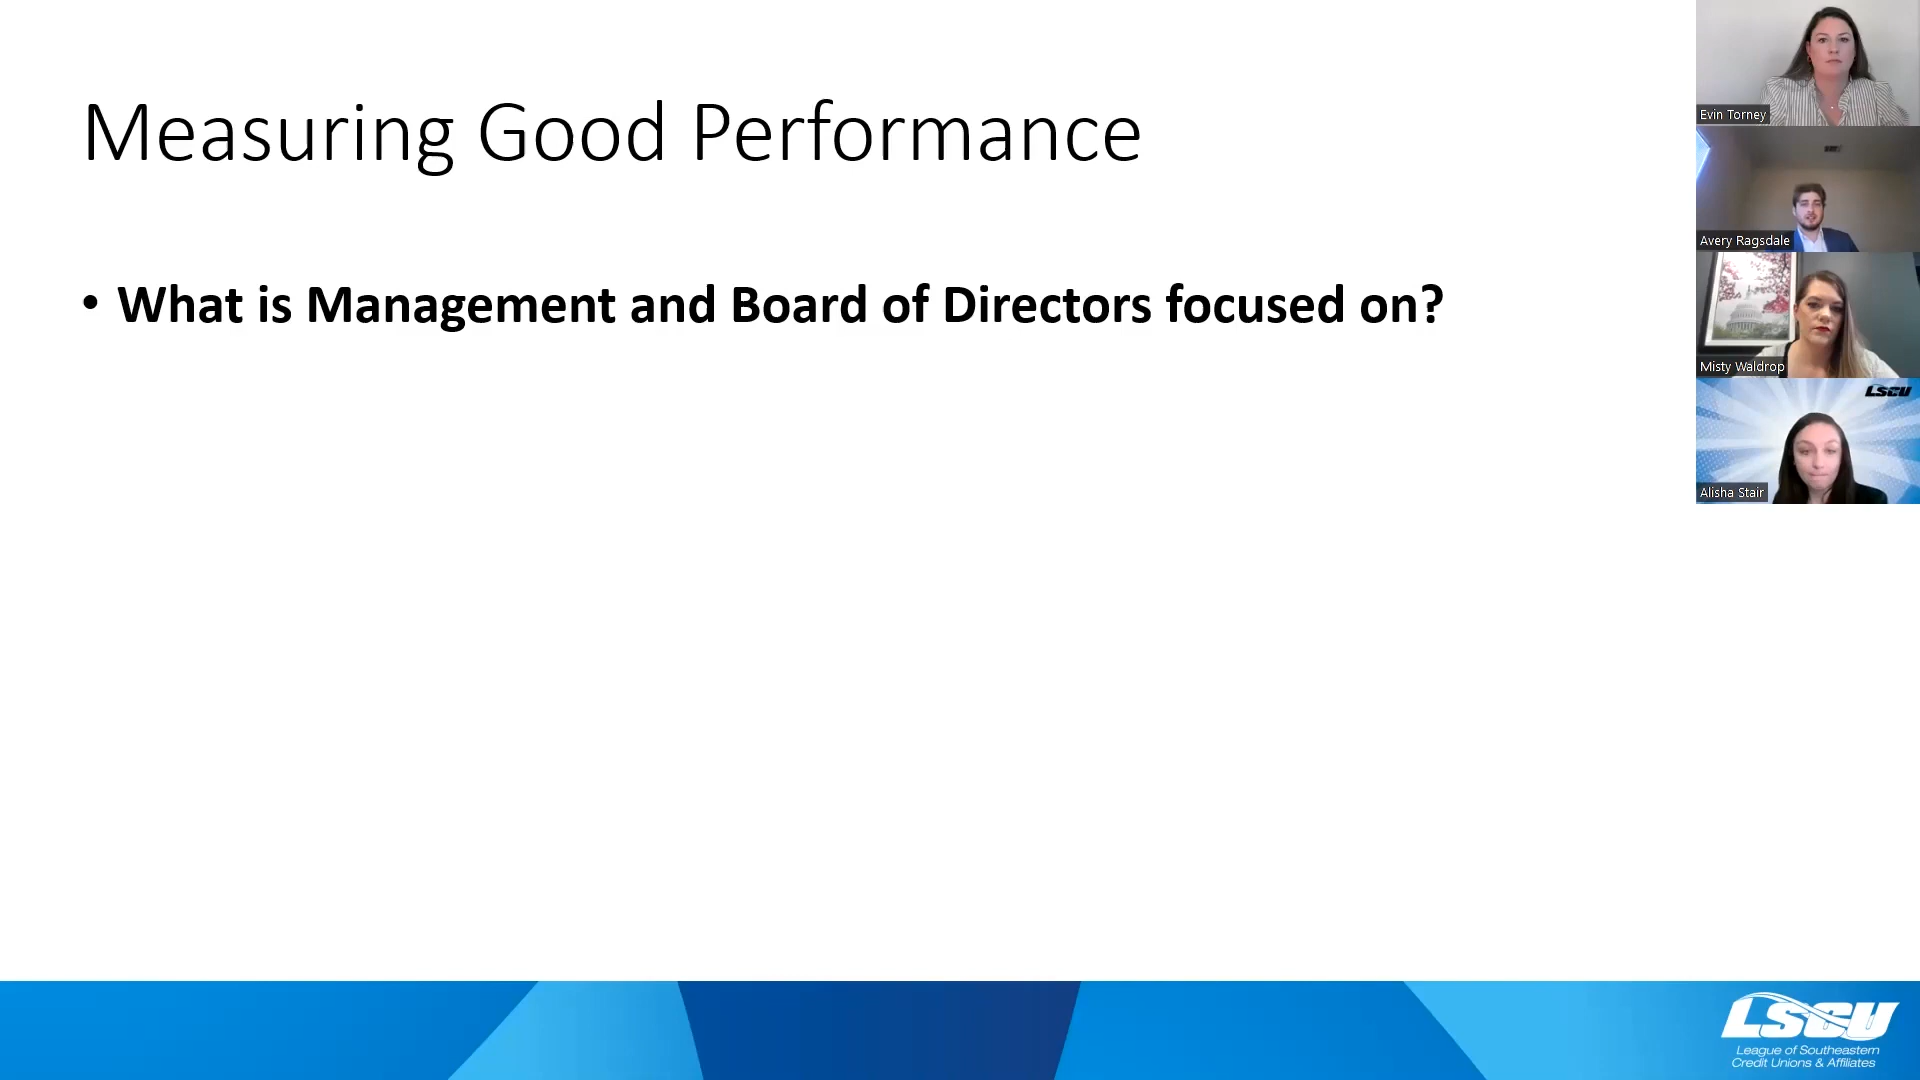 Measuring Good Performance
• What is Management and Board of Directors focused on?
Evin Torney
Avery Ragsdale
Misty Waldrop
LSCU
Alisha Stair
LSCU
League of Southeastern
Credit Unions & Affiliates